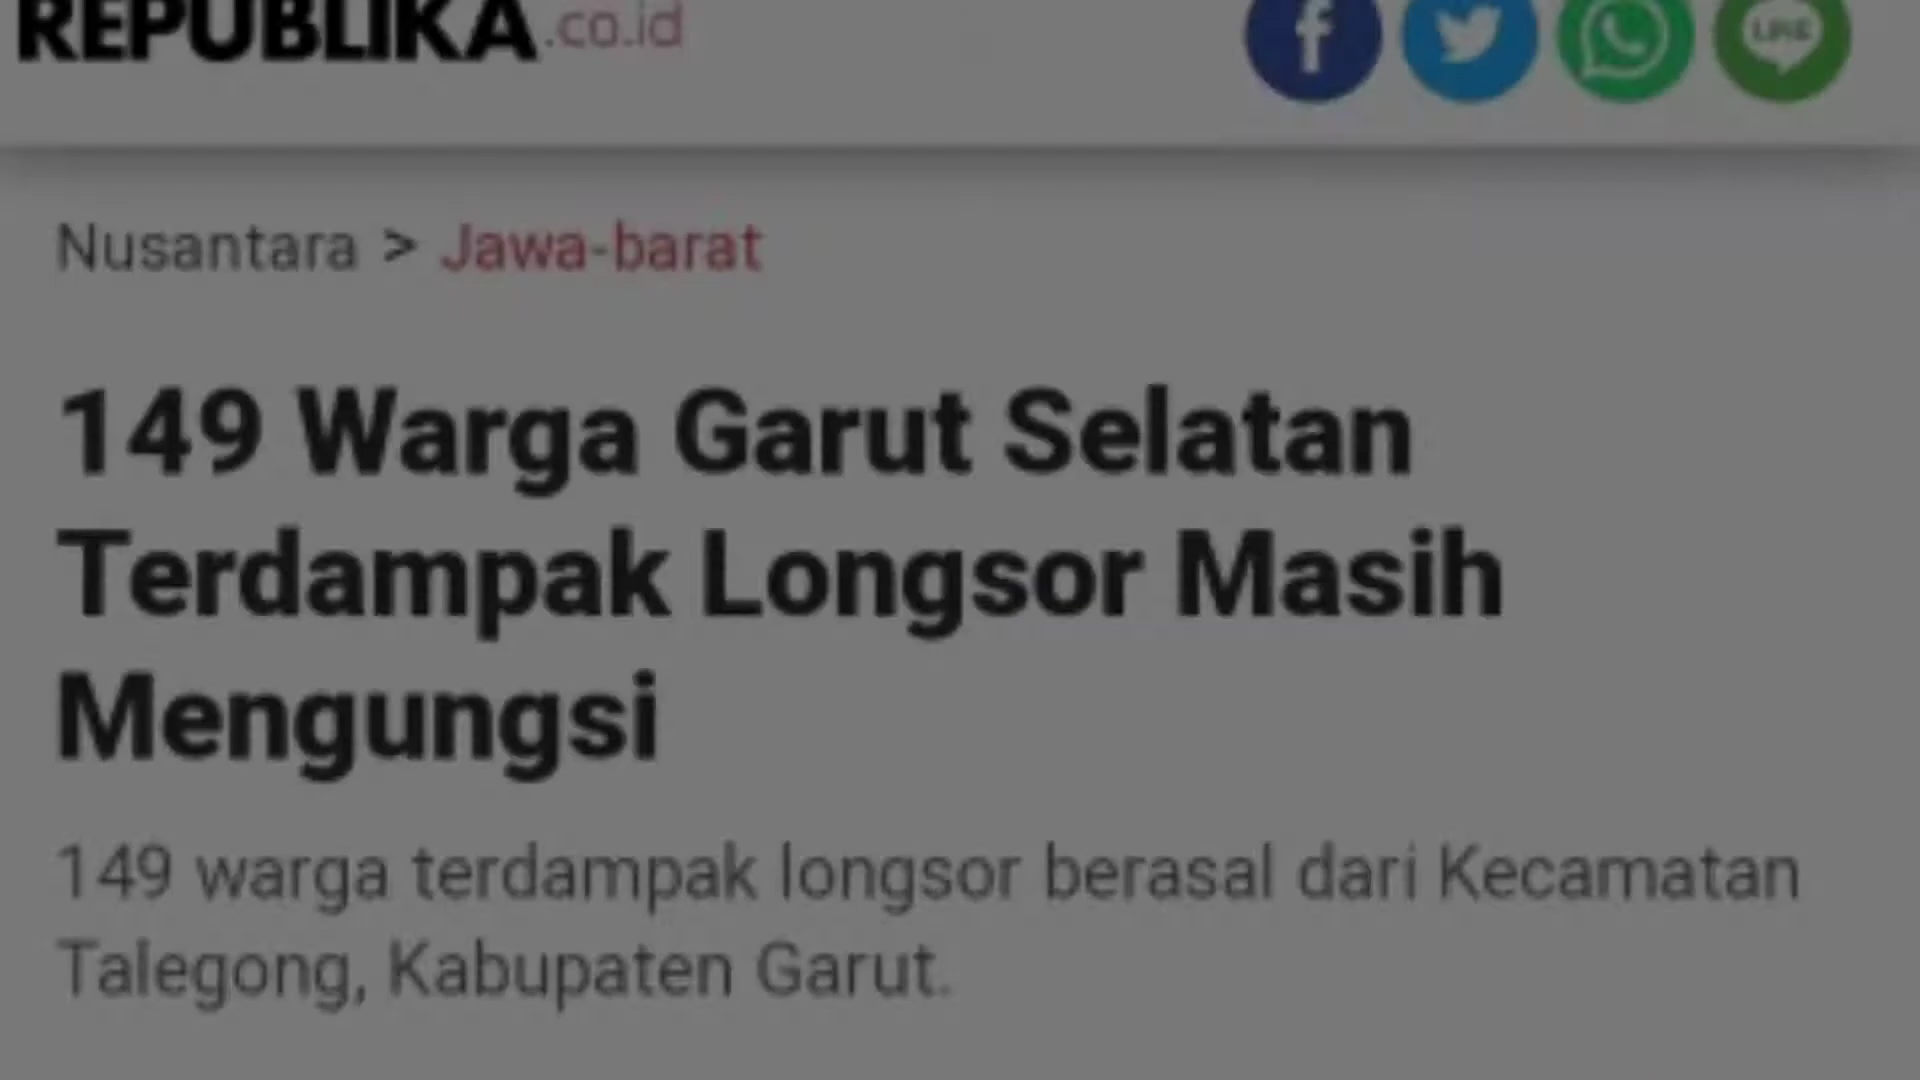 REPUBLIKA.co.id
LINE
Nusantara > Jawa-barat
149 Warga Garut Selatan
Terdampak Longsor Masih
Mengungsi
149 warga terdampak longsor berasal dari Kecamatan
Talegong, Kabupaten Garut.